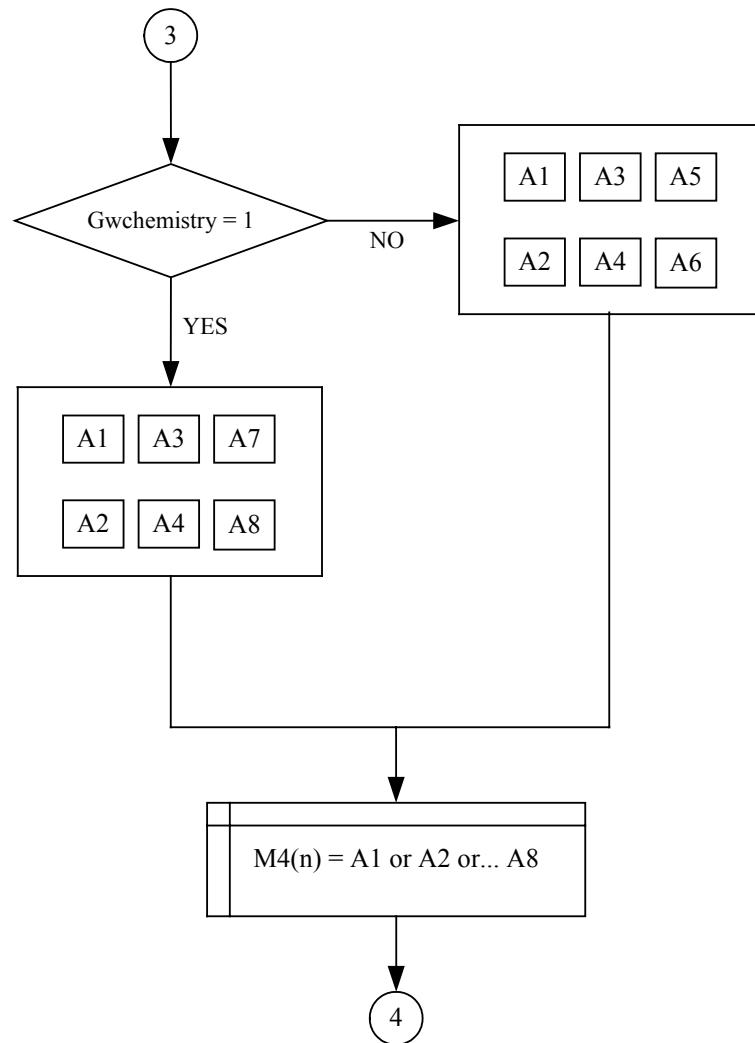 3
Gwchemistry = 1
NO
A1 A3 A5
A2 A4 A6
YES
A1 A3 A7
A2 A4 A8
M4(n) = A1 or A2 or... A8
4